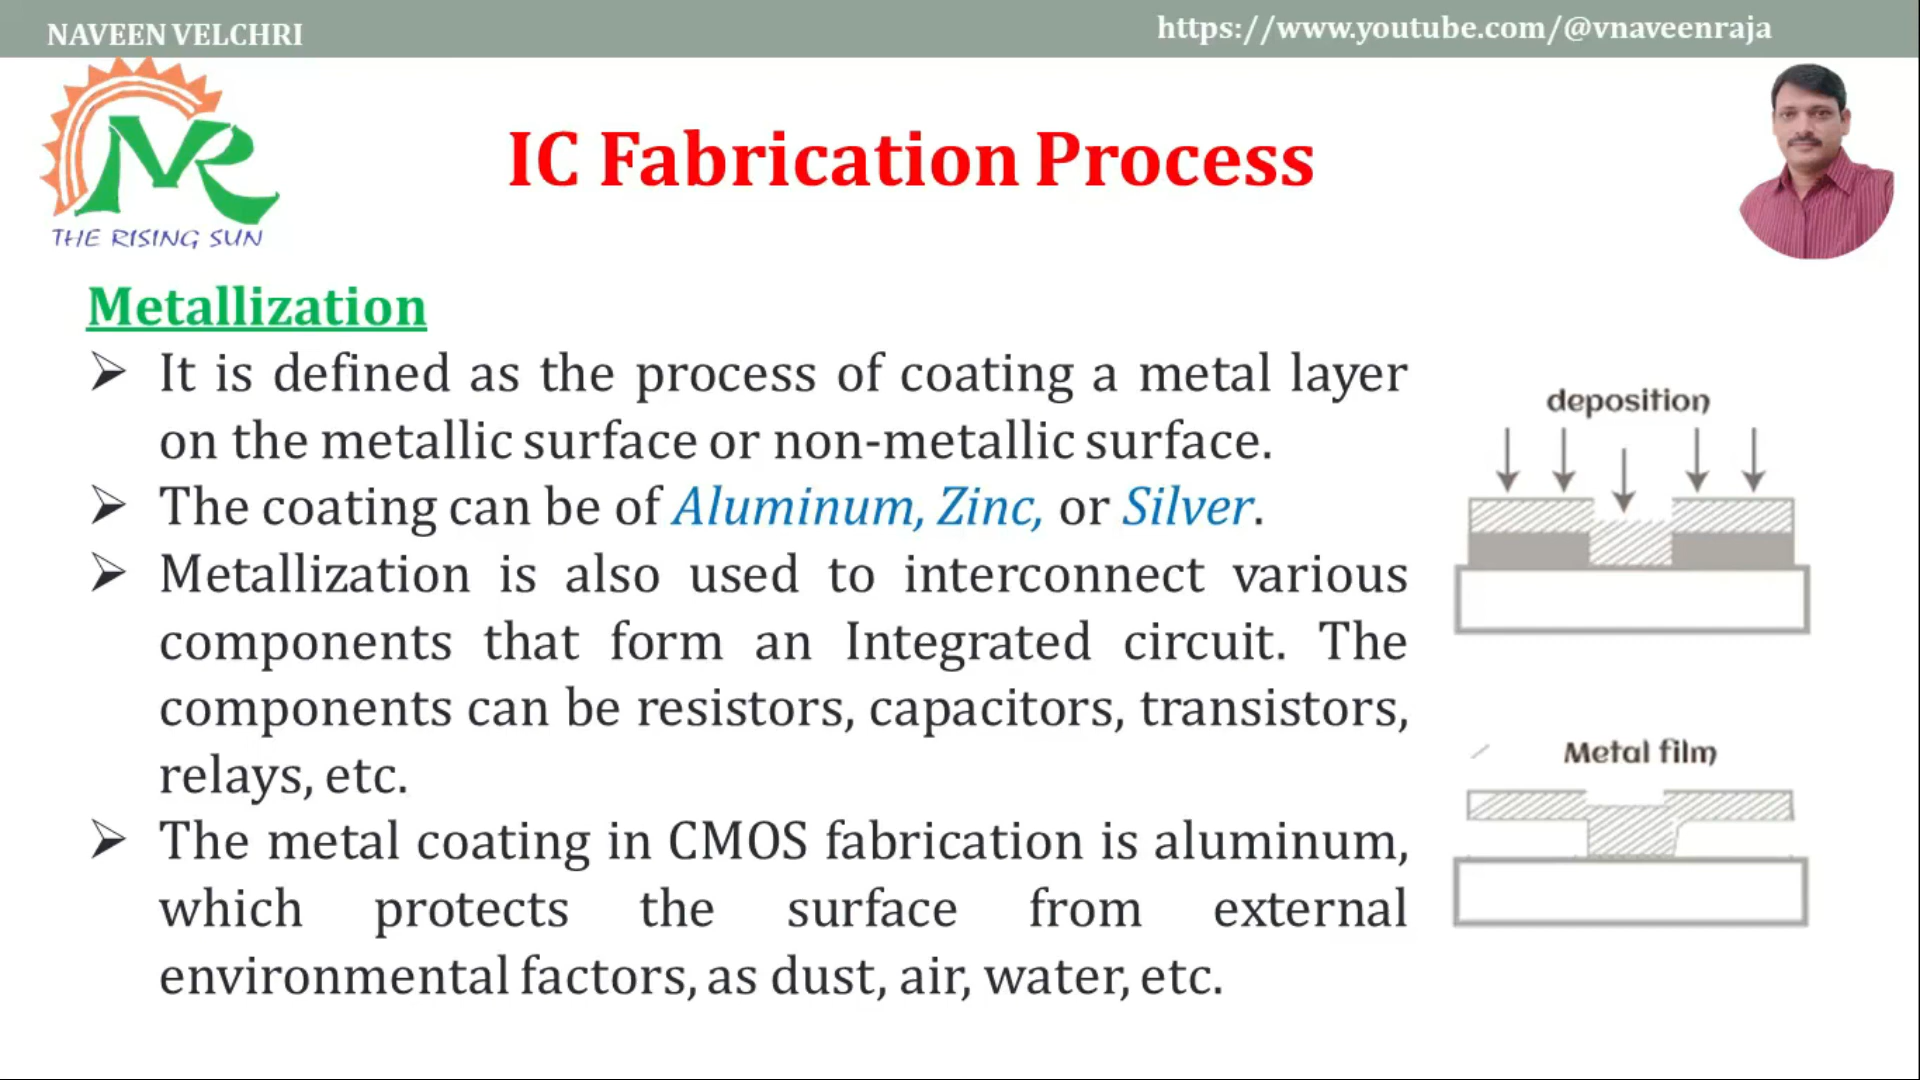 NAVEEN VELCHRI
https://www.youtube.com/@vnaveenraja
NR
THE RISING SUN
IC Fabrication Process
Metallization
➢ It is defined as the process of coating a metal layer
on the metallic surface or non-metallic surface.
➢ The coating can be of Aluminum, Zinc, or Silver.
➢ Metallization is also used to interconnect various
components that form an Integrated circuit. The
components can be resistors, capacitors, transistors,
relays, etc.
➢ The metal coating in CMOS fabrication is aluminum,
which protects the surface from external
environmental factors, as dust, air, water, etc.
deposition
Metal film